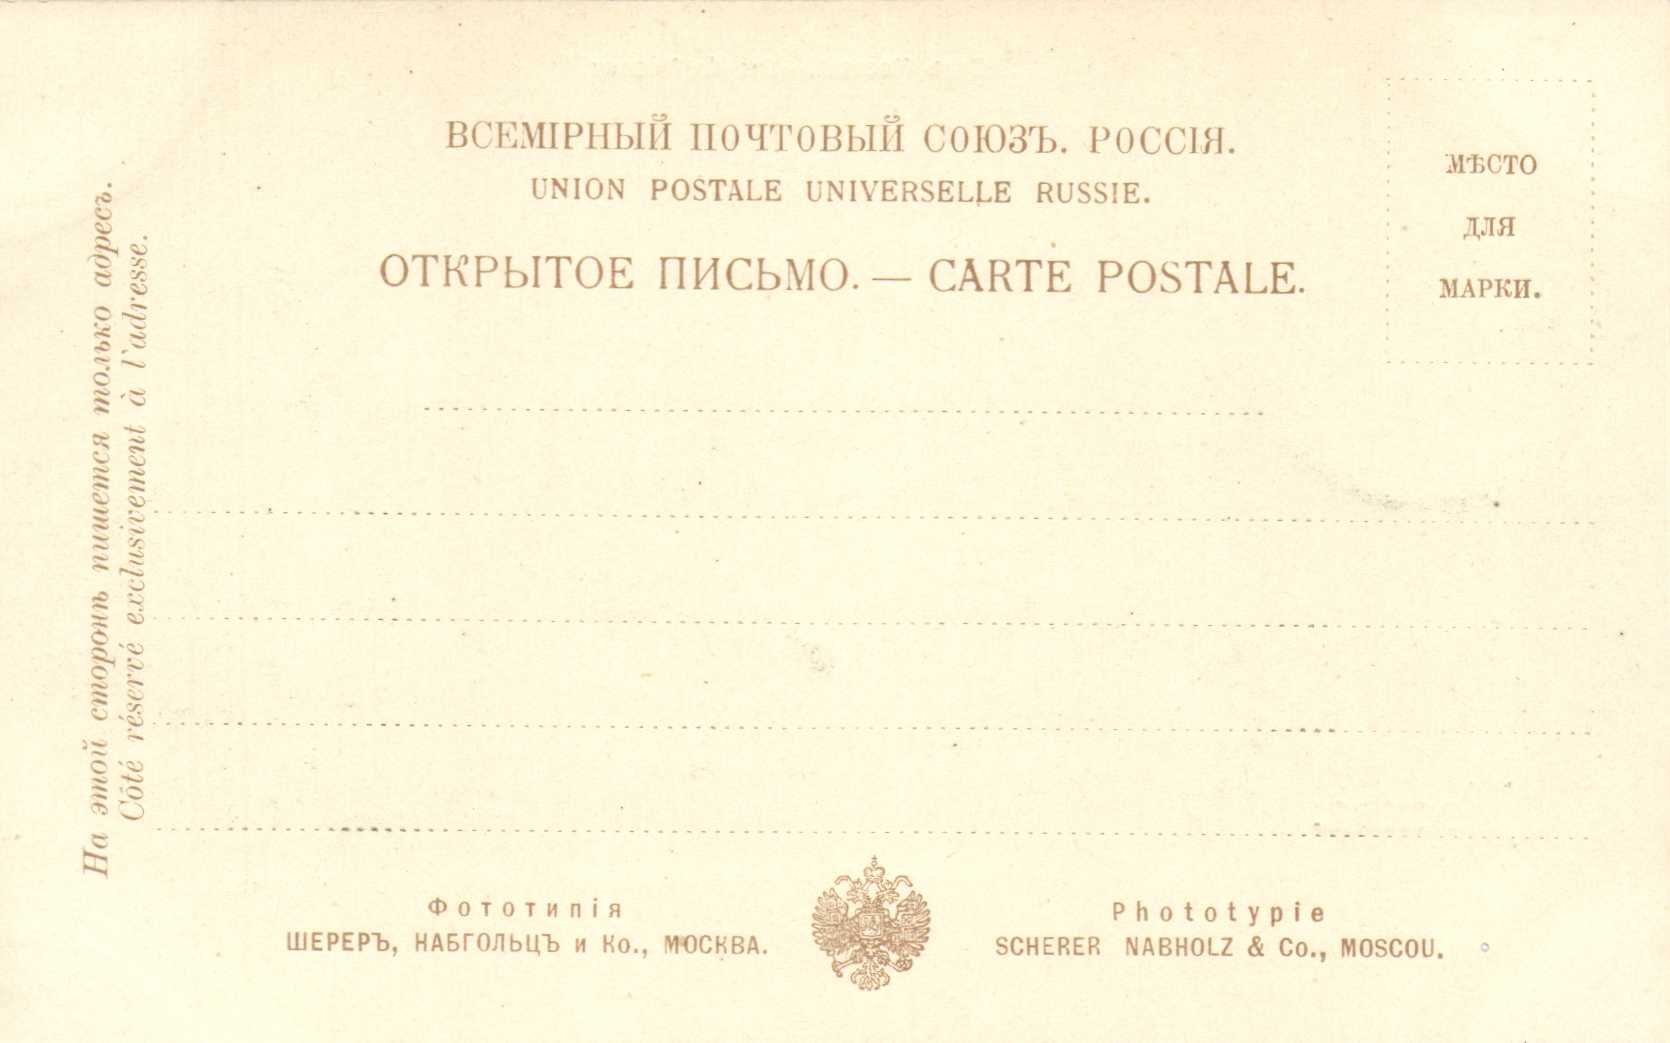 ВСЕМІРНЫЙ ПОЧТОВЫЙ СОЮЗЪ. РОССІЯ.
UNION POSTALE UNIVERSELLE RUSSIE.
ОТКРЫТОЕ ПИСЬМО. — CARTE POSTALE.
МѢСТО
ДЛЯ
МАРКИ.
На этой сторонѣ пишется только адресъ.
Côté réservé exclusivement à l'adresse.
Фототипія
ШЕРЕРЪ, НАБГОЛЬЦЪ и Ко., МОСКВА.
Phototypie
SCHERER NABHOLZ & Co., MOSCOU.